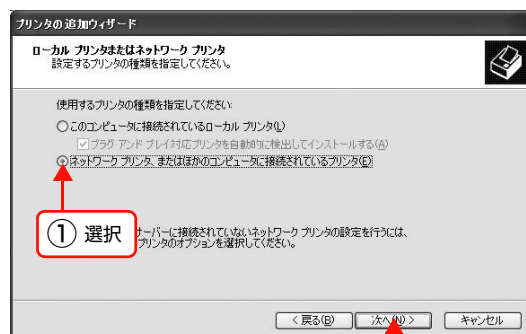 プリンタの追加ウィザード
ローカル プリンタまたはネットワーク プリンタ
設定するプリンタの種類を指定してください。
使用するプリンタの種類を指定してください:
このコンピュータに接続されているローカル プリンタ(L)
プラグ アンド プレイ対応プリンタを自動的に検出してインストールする(A)
ネットワーク プリンタ、またはほかのコンピュータに接続されているプリンタ(E)
① 選択
サーバーに接続されていないネットワーク プリンタの設定を行うには、
プリンタのオプションを選択してください。
< 戻る(B) 次へ(N) > キャンセル